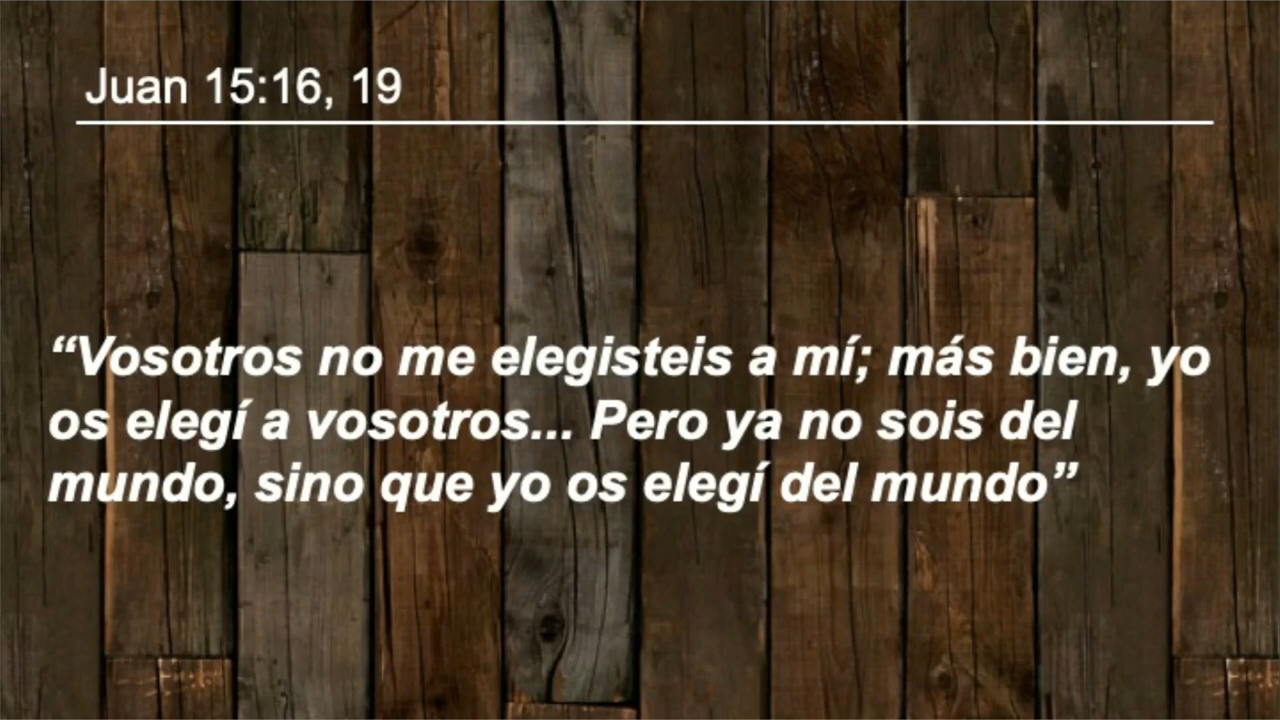 Juan 15:16, 19
“Vosotros no me elegisteis a mí; más bien, yo
os elegí a vosotros... Pero ya no sois del
mundo, sino que yo os elegí del mundo”